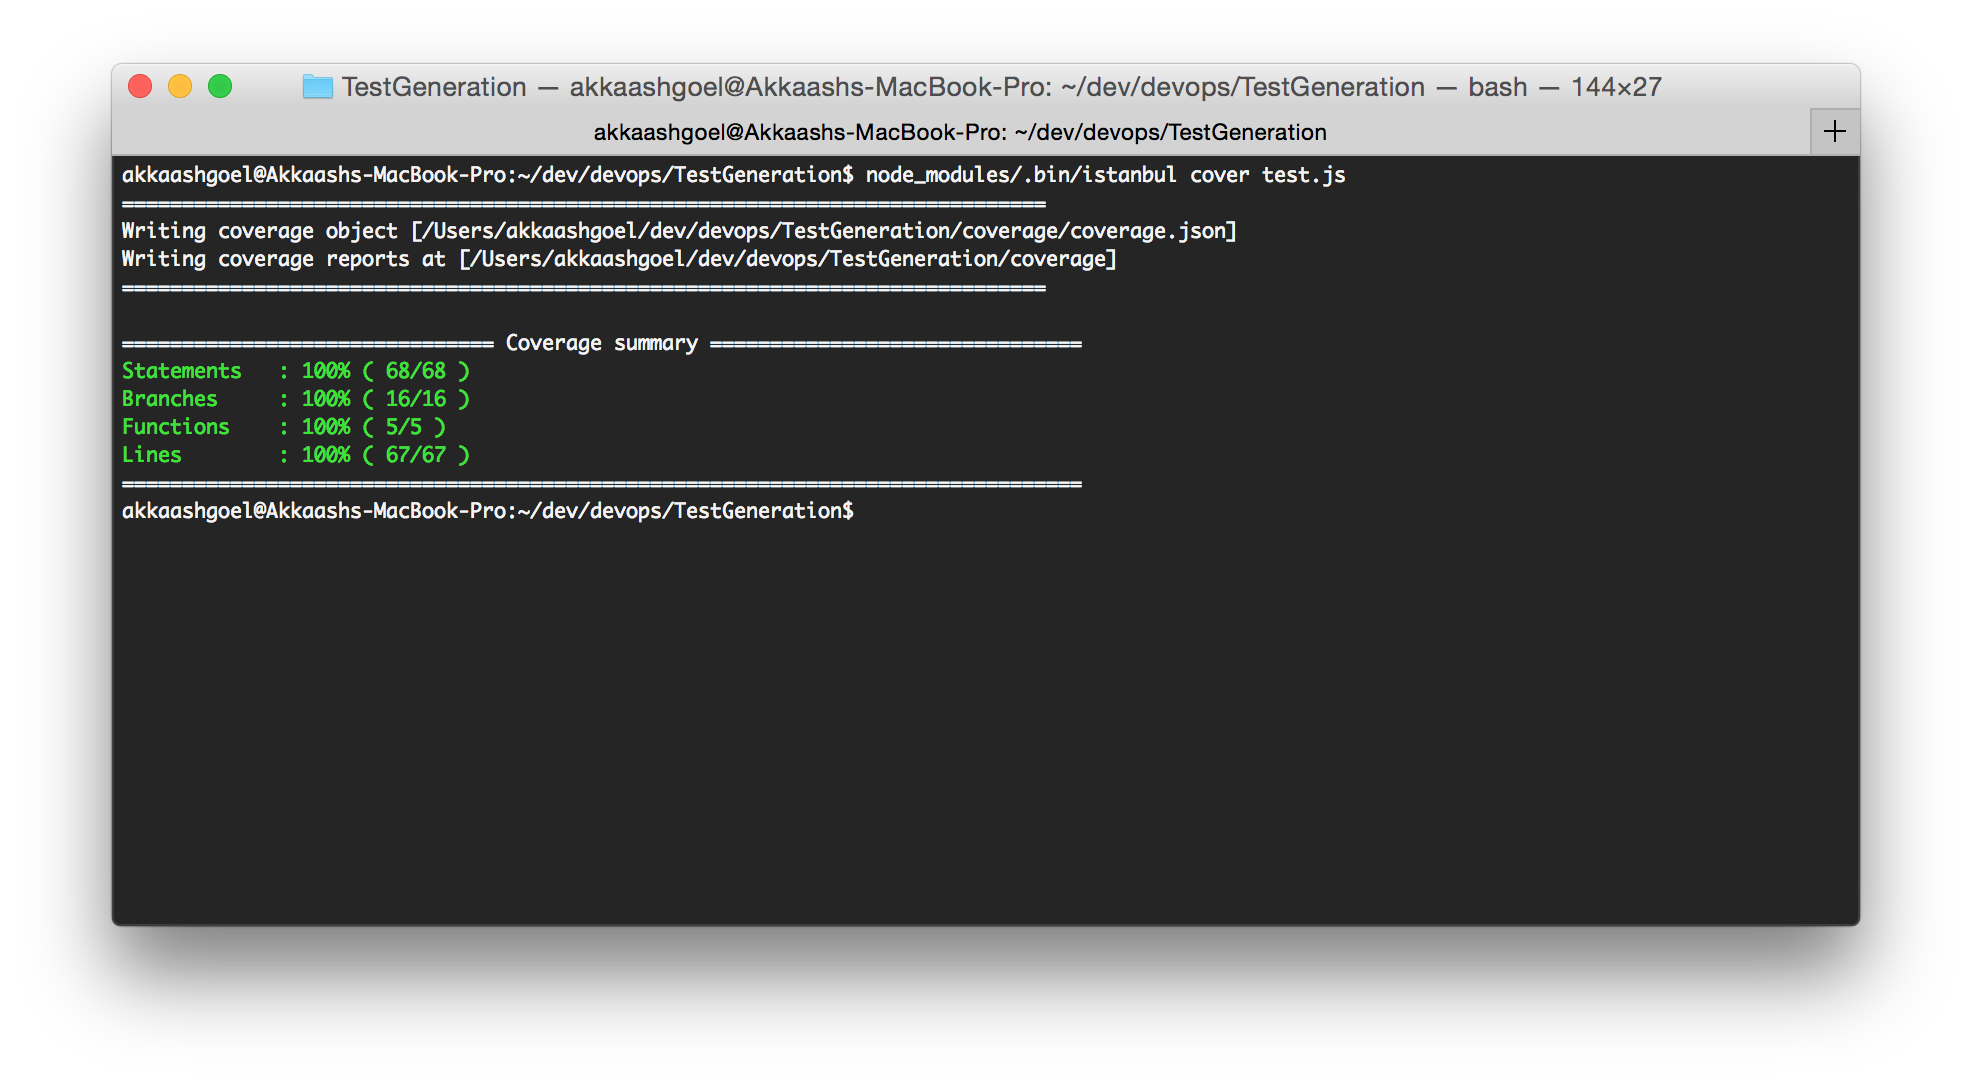 TestGeneration — akkaashgoel@Akkaashs-MacBook-Pro: ~/dev/devops/TestGeneration — bash — 144×27
akkaashgoel@Akkaashs-MacBook-Pro: ~/dev/devops/TestGeneration
+
akkaashgoel@Akkaashs-MacBook-Pro:~/dev/devops/TestGeneration$ node_modules/.bin/istanbul cover test.js
=============================================================================
Writing coverage object [/Users/akkaashgoel/dev/devops/TestGeneration/coverage/coverage.json]
Writing coverage reports at [/Users/akkaashgoel/dev/devops/TestGeneration/coverage]
=============================================================================
=============================== Coverage summary ===============================
Statements   : 100% ( 68/68 )
Branches     : 100% ( 16/16 )
Functions    : 100% ( 5/5 )
Lines        : 100% ( 67/67 )
================================================================================
akkaashgoel@Akkaashs-MacBook-Pro:~/dev/devops/TestGeneration$